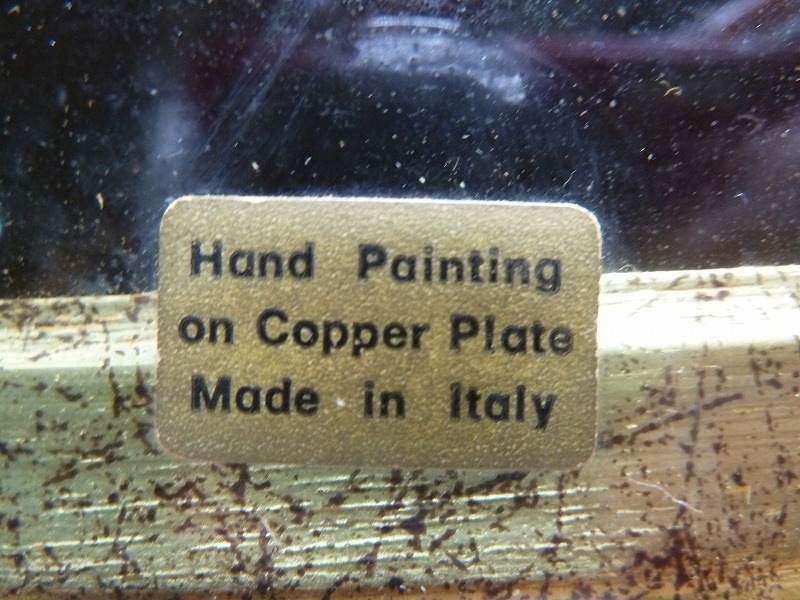 Hand Painting
on Copper Plate
Made in Italy